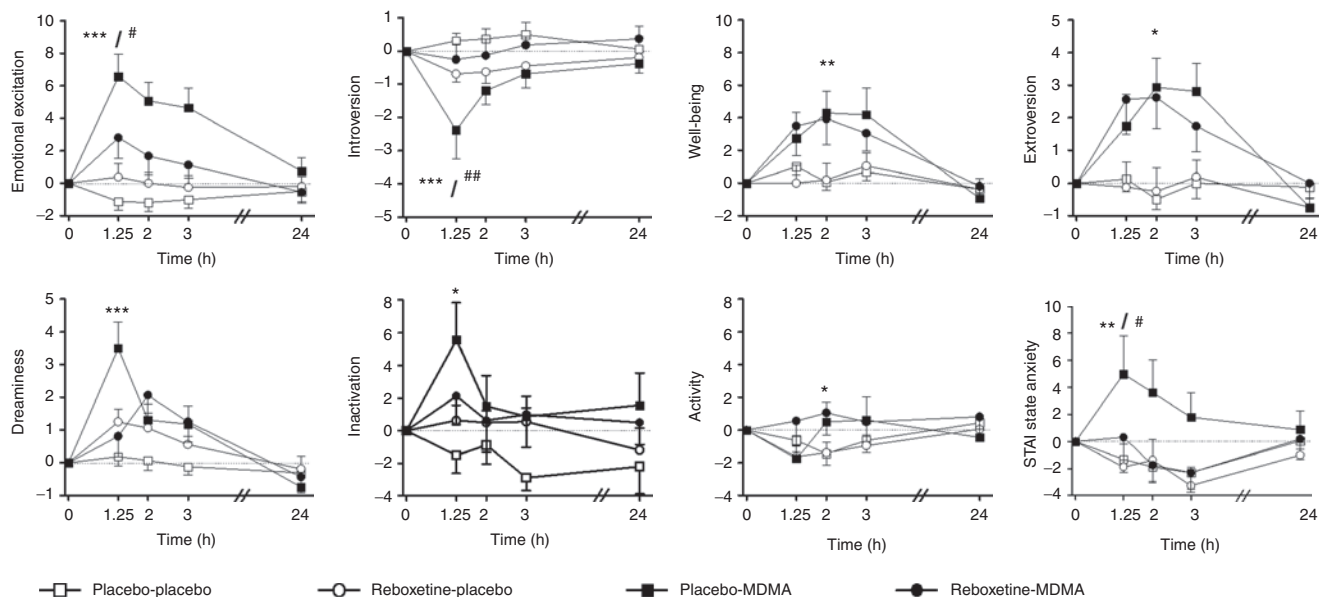 Emotional excitation
10
8
6
4
2
0
−2
*** / #
0 1.25 2 3 24
Time (h)
Introversion
1
0
−1
−2
−3
−4
−5
*** / ##
0 1.25 2 3 24
Time (h)
Well-being
10
8
6
4
2
0
−2
**
0 1.25 2 3 24
Time (h)
Extroversion
5
4
3
2
1
0
−1
*
0 1.25 2 3 24
Time (h)
Dreaminess
5
4
3
2
1
0
−1
***
0 1.25 2 3 24
Time (h)
Inactivation
8
6
4
2
0
−2
−4
*
0 1.25 2 3 24
Time (h)
Activity
8
6
4
2
0
−2
−4
*
0 1.25 2 3 24
Time (h)
STAI state anxiety
10
8
6
4
2
0
−2
−4
** / #
0 1.25 2 3 24
Time (h)
Placebo-placebo Reboxetine-placebo Placebo-MDMA Reboxetine-MDMA